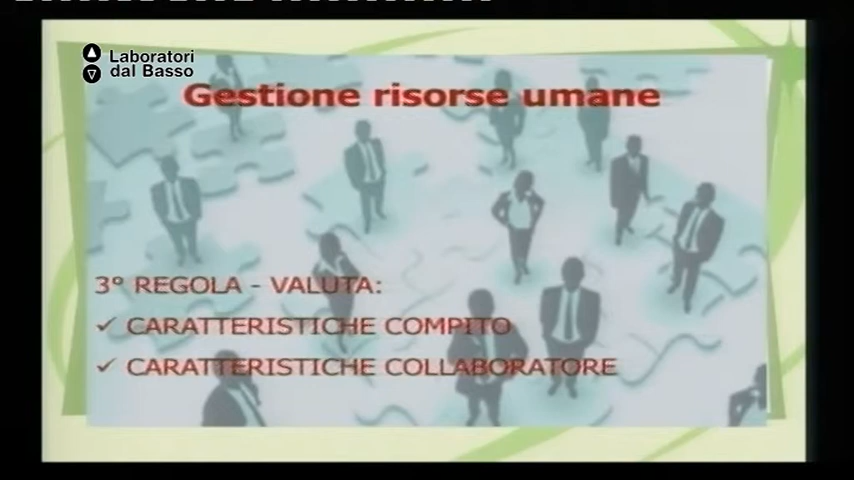 Laboratori
dal Basso
Gestione risorse umane
3° REGOLA - VALUTA:
✓ CARATTERISTICHE COMPITO
✓ CARATTERISTICHE COLLABORATORE